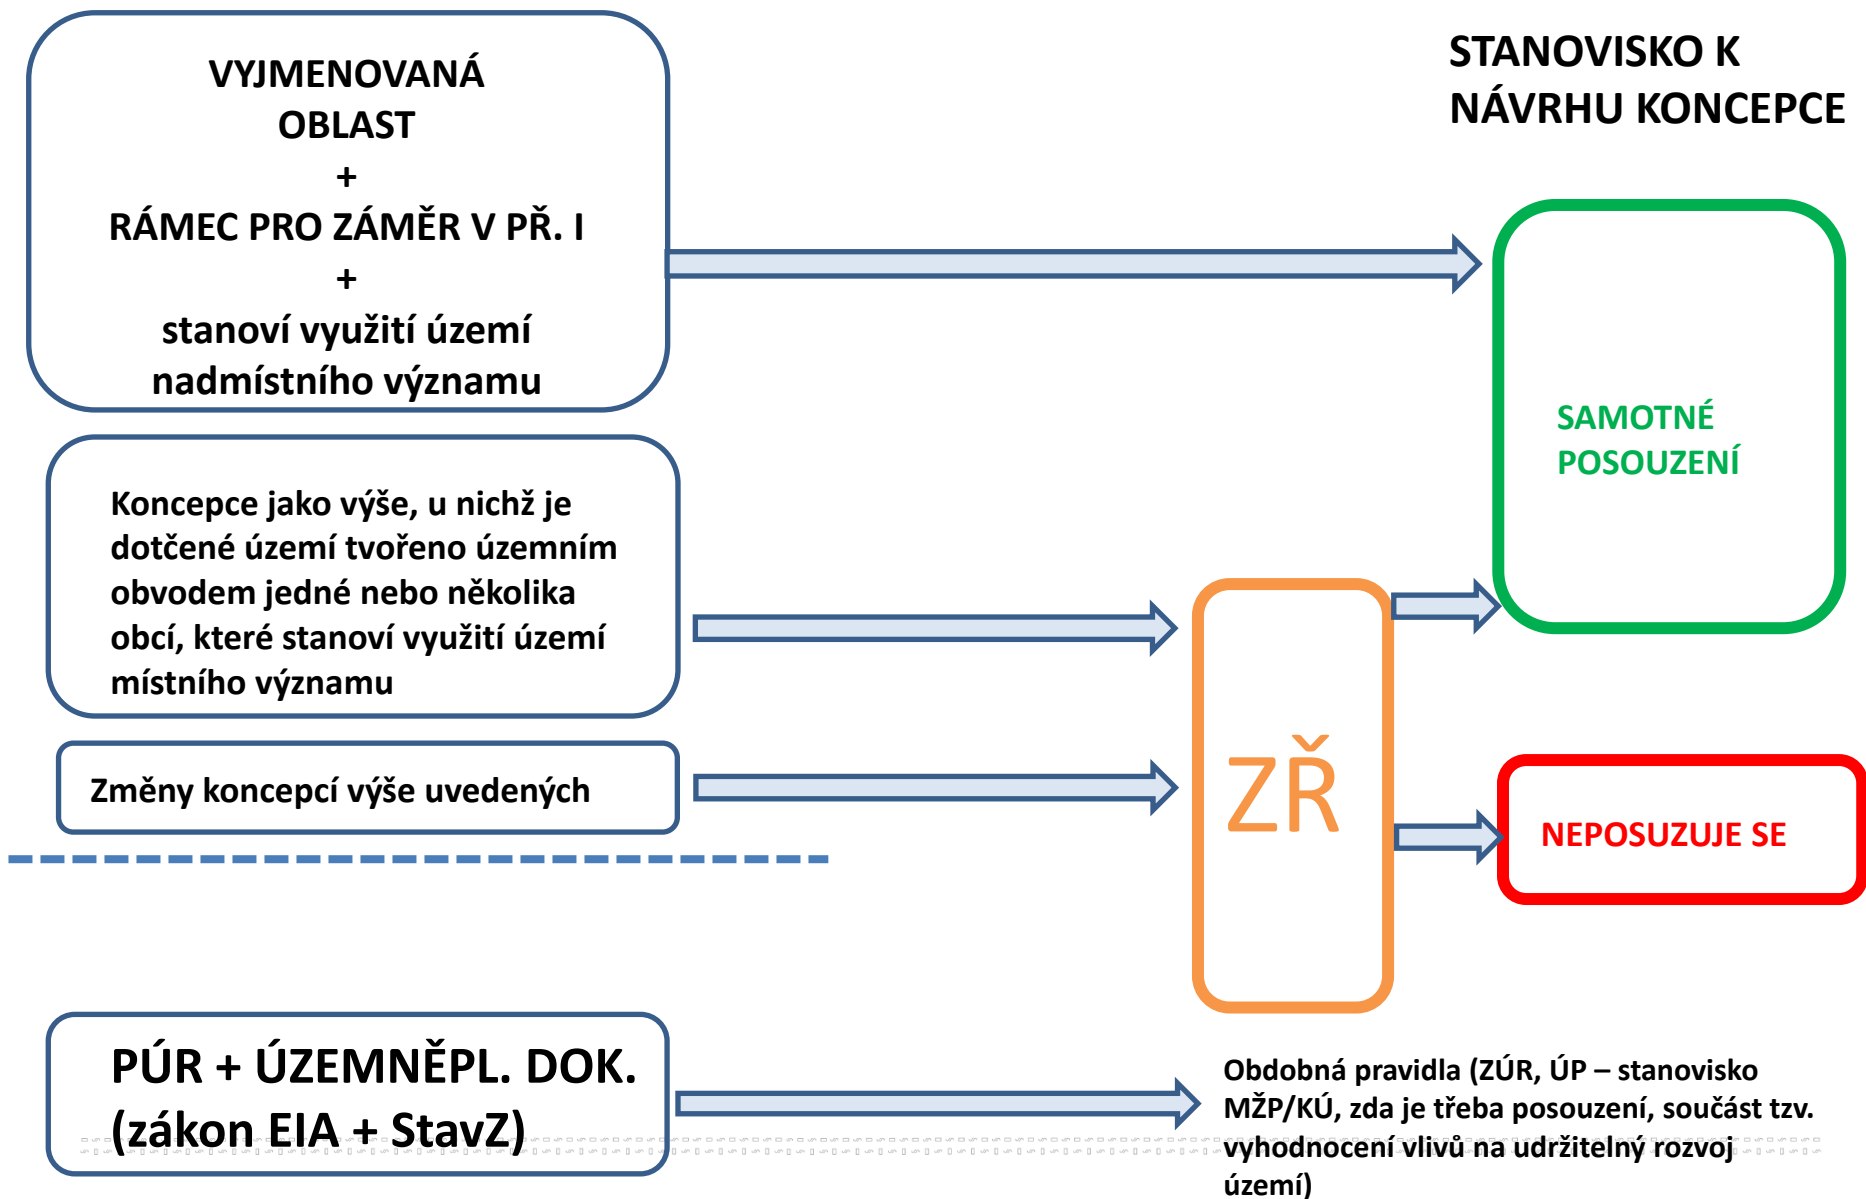 VYJMENOVANÁ
OBLAST
+
RÁMEC PRO ZÁMĚR V PŘ. I
+
stanoví využití území
nadmístního významu
STANOVISKO K
NÁVRHU KONCEPCE
SAMOTNÉ
POSOUZENÍ
Koncepce jako výše, u nichž je
dotčené území tvořeno územním
obvodem jedné nebo několika
obcí, které stanoví využití území
místního významu
Změny koncepcí výše uvedených
ZŘ
NEPOSUZUJE SE
PÚR + ÚZEMNĚPL. DOK.
(zákon EIA + StavZ)
Obdobná pravidla (ZÚR, ÚP – stanovisko
MŽP/KÚ, zda je třeba posouzení, součást tzv.
vyhodnocení vlivů na udržitelný rozvoj
území)